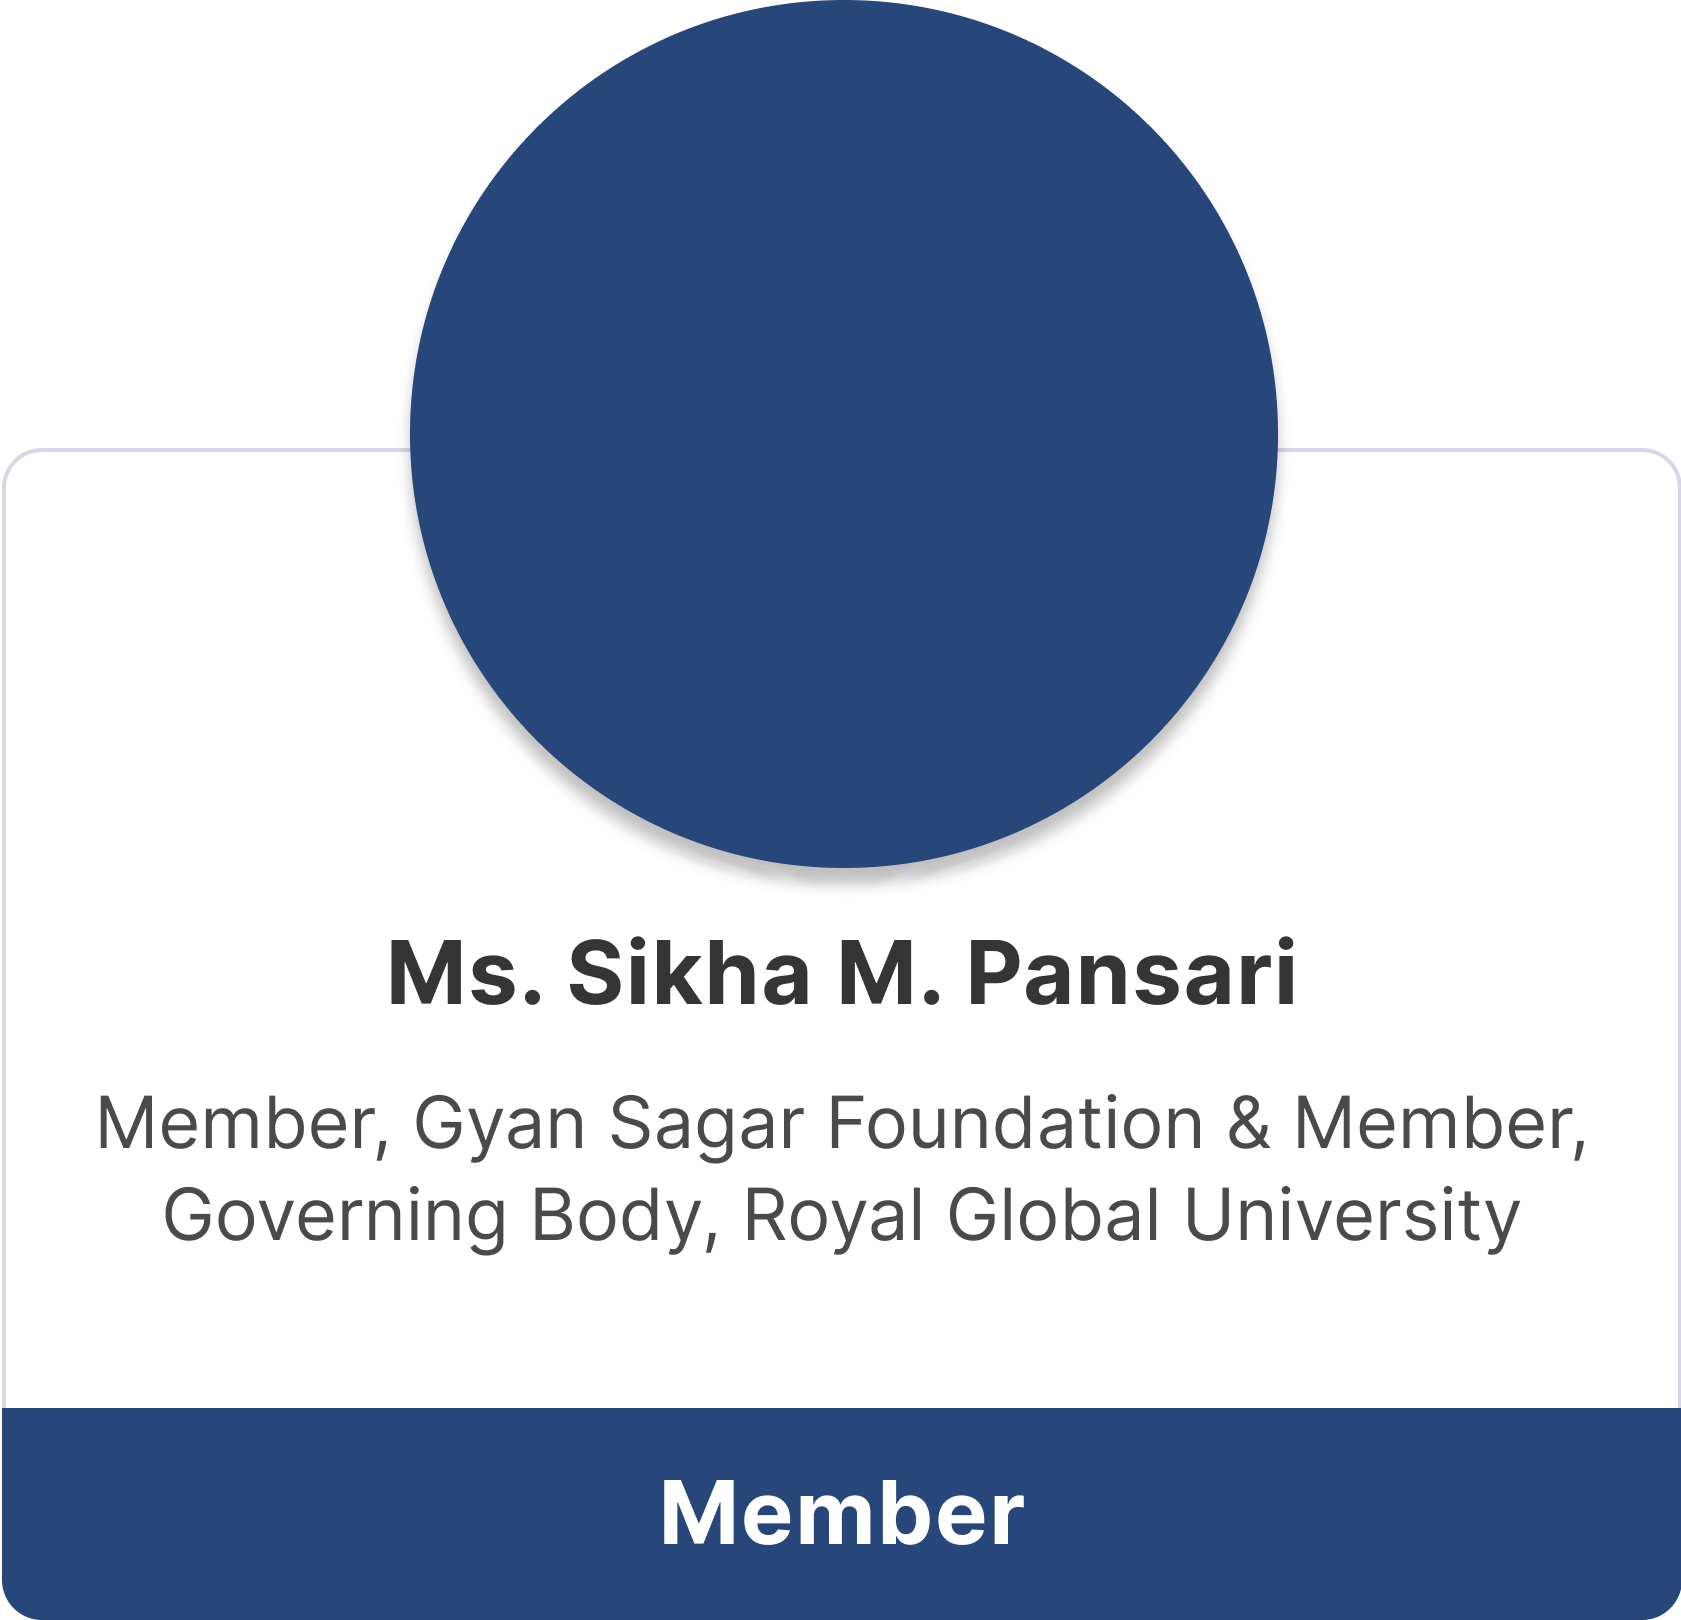 Ms. Sikha M. Pansari
Member, Gyan Sagar Foundation & Member,
Governing Body, Royal Global University
Member